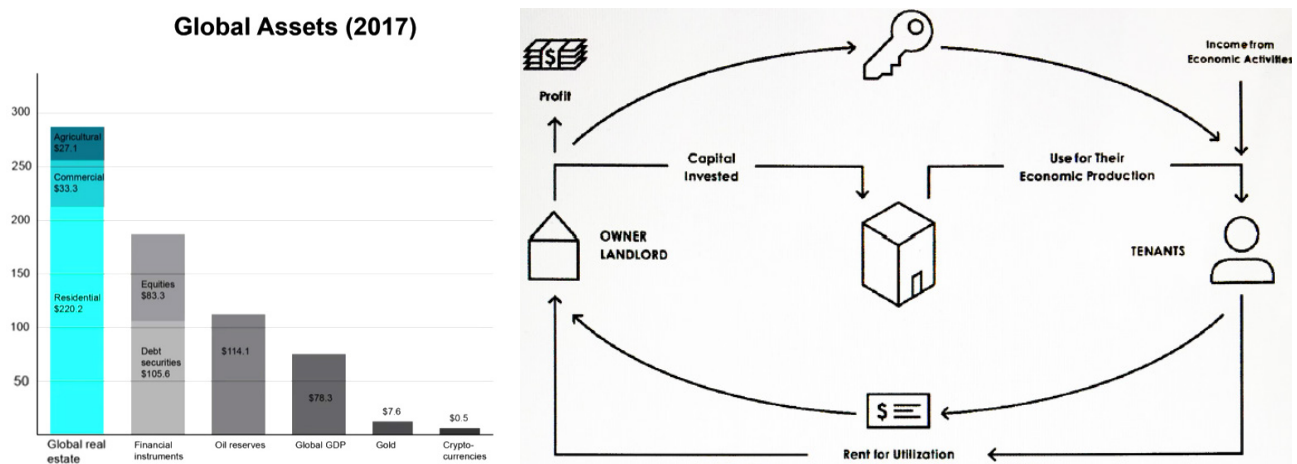 Global Assets (2017)
300
250
200
150
100
50
Agricultural
$27.1
Commercial
$33.3
Residential
$220.2
Equities
$83.3
Debt
securities
$105.6
$114.1
$78.3
$7.6
$0.5
Global real
estate
Financial
instruments
Oil reserves
Global GDP
Gold
Crypto-
currencies
$
Profit
Income from
Economic Activities
Capital
Invested
Use for Their
Economic Production
OWNER
LANDLORD
TENANTS
$
Rent for Utilization